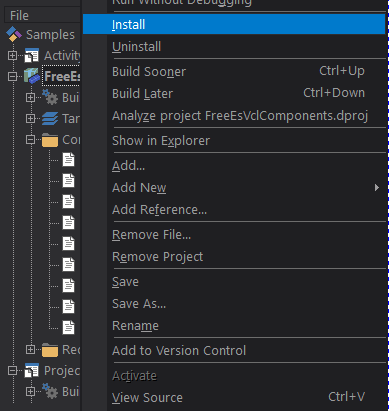 File
Samples
Activity
FreeEs
Bui
Tar
Co
Rec
Project
Bui
Run Without Debugging
Install
Uninstall
Build Sooner Ctrl+Up
Build Later Ctrl+Down
Analyze project FreeEsVclComponents.dproj
Show in Explorer
Add...
Add New
Add Reference...
Remove File...
Remove Project
Save
Save As...
Rename
Add to Version Control
Activate
View Source Ctrl+V